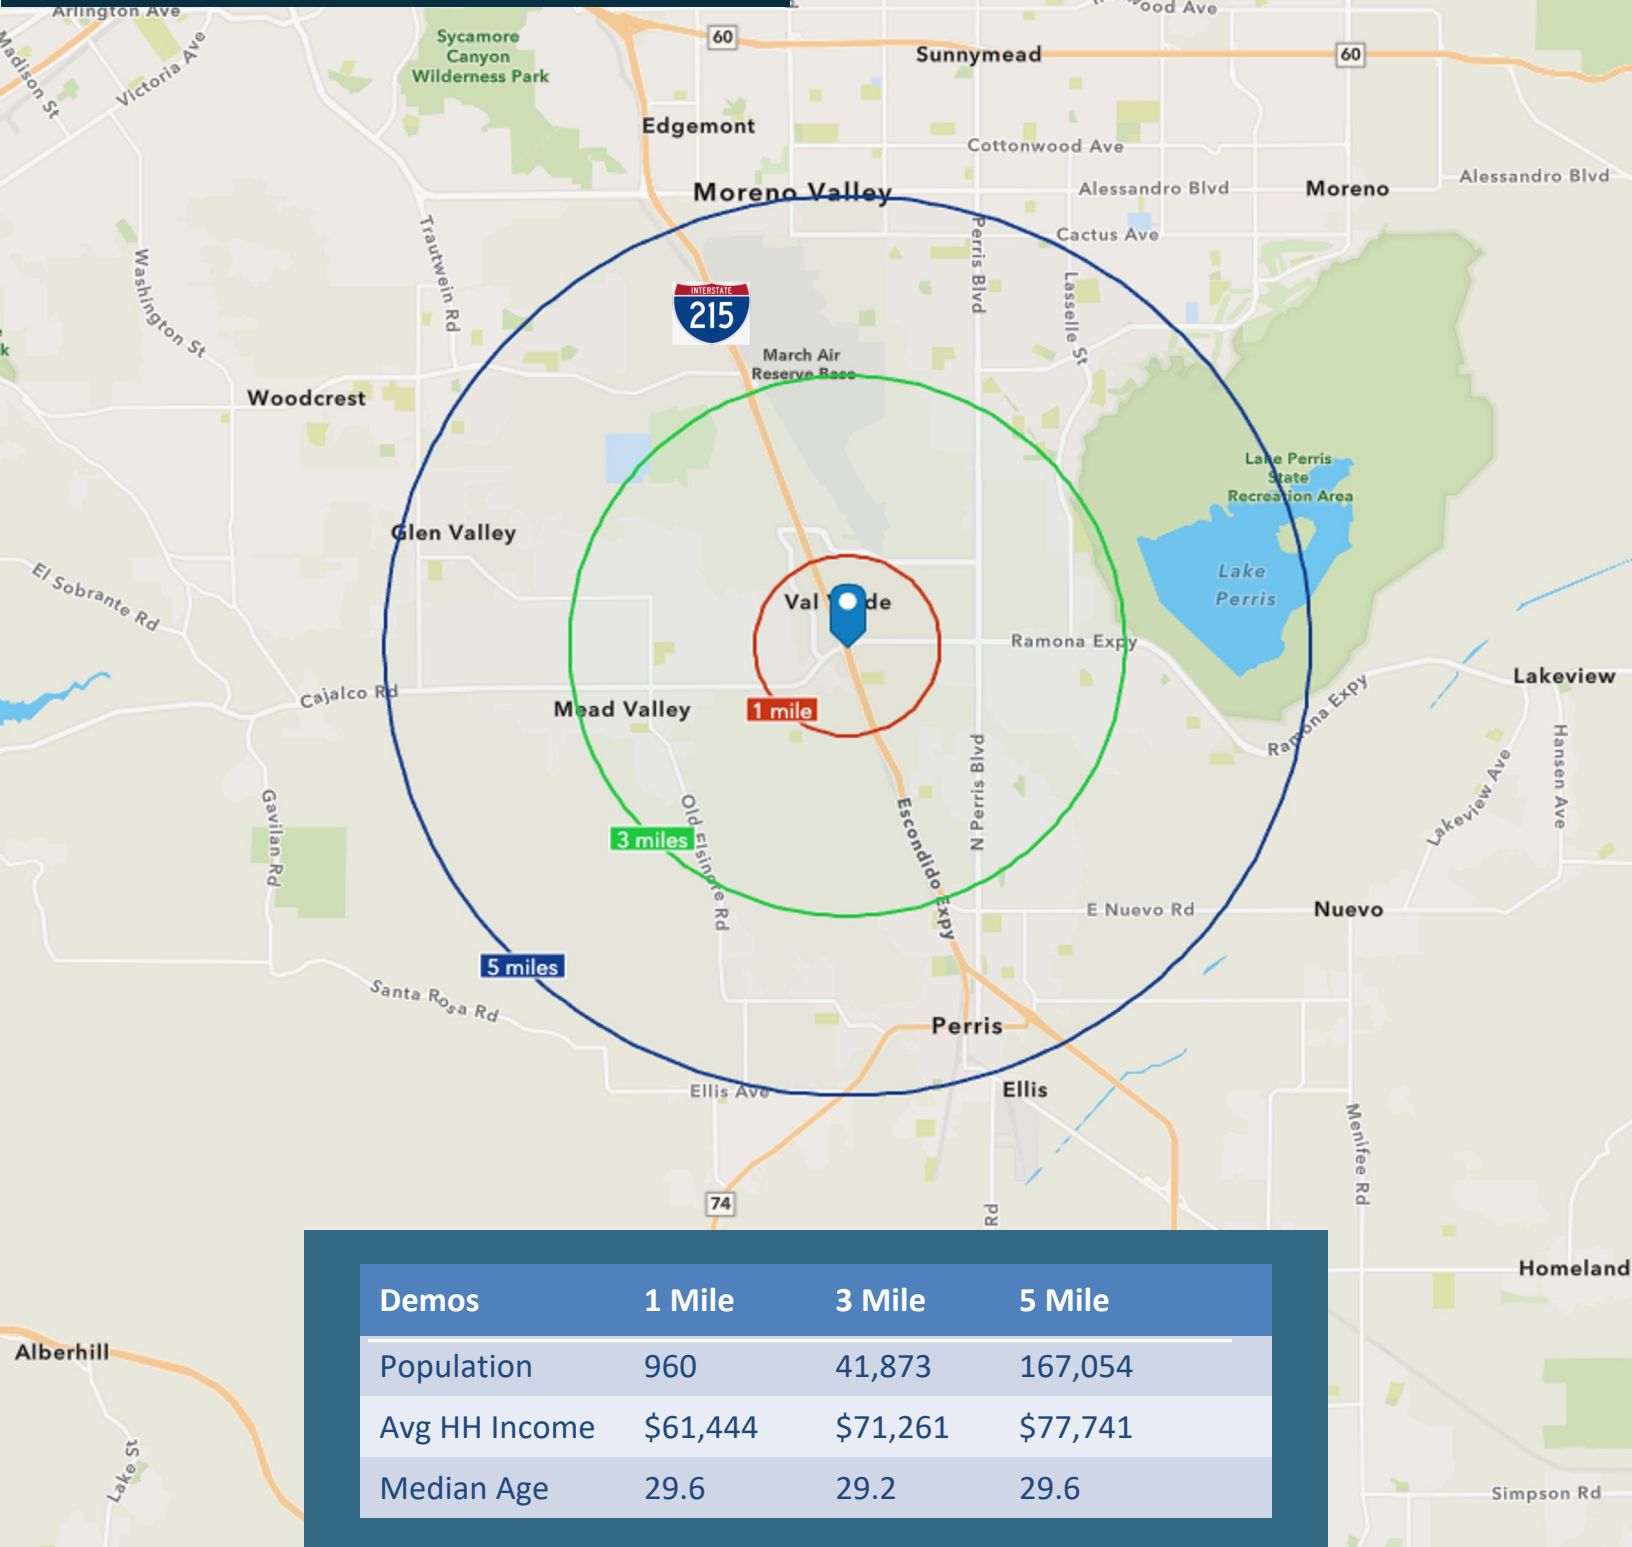 Arlington Ave
Madison St
Victoria Ave
Sycamore
Canyon
Wilderness Park
60
Sunnymead
60
ood Ave
Edgemont
Cottonwood Ave
Moreno Valley
Alessandro Blvd
Moreno
Alessandro Blvd
Trautwein Rd
Washington St
Perris Blvd
Cactus Ave
Lasselle St
INTERSTATE
215
k
March Air
Reserve Base
Woodcrest
Lake Perris
State
Recreation Area
Glen Valley
El Sobrante Rd
Lake
Perris
Val de
Ramona Expy
Cajalco Rd
Mead Valley
1 mile
Lakeview
Ramona Expy
Hansen Ave
Lakeview Ave
N Perris Blvd
Gavilan Rd
Old Elsinore Rd
Escondido Expy
3 miles
E Nuevo Rd
Nuevo
5 miles
Santa Rosa Rd
Perris
Ellis Ave
Ellis
Menifee Rd
74
Rd
Homeland
Alberhill
Lake St
Simpson Rd
Demos 1 Mile 3 Mile 5 Mile
Population 960 41,873 167,054
Avg HH Income $61,444 $71,261 $77,741
Median Age 29.6 29.2 29.6